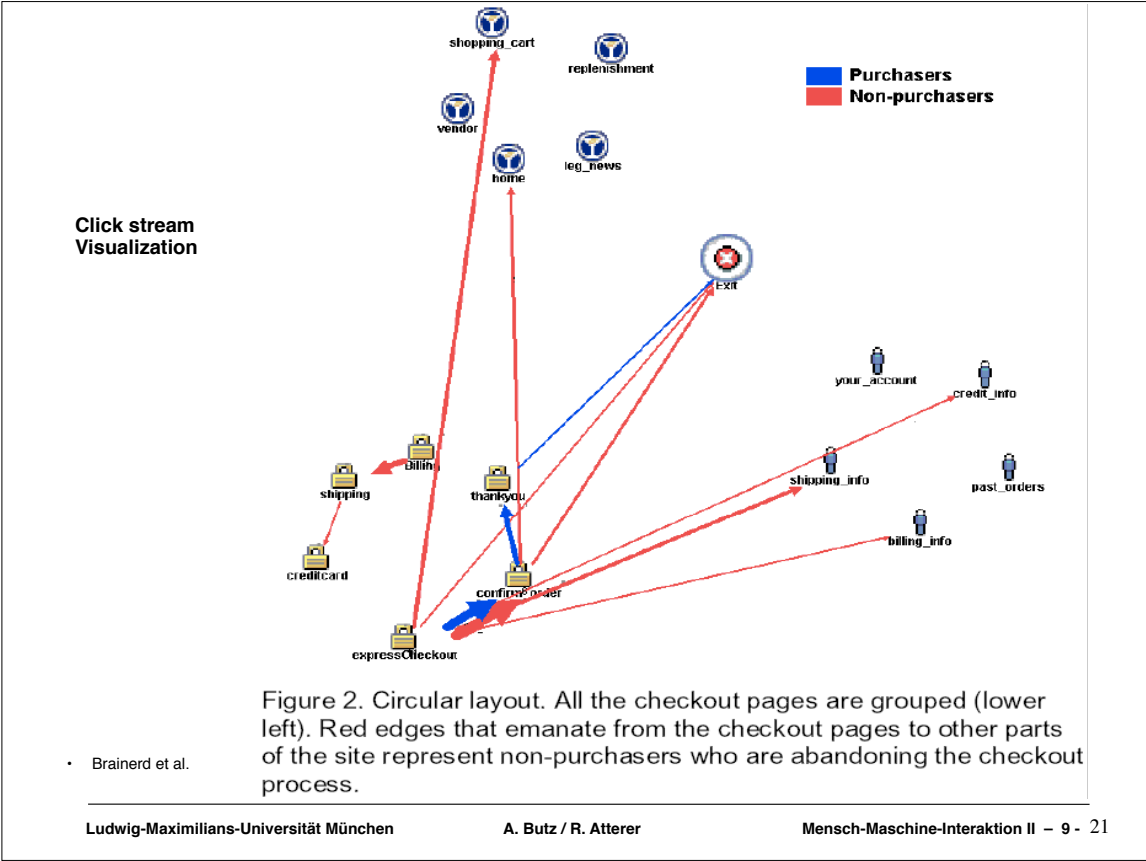 shopping_cart
replenishment
Purchasers
Non-purchasers
vendor
leg_news
home
Click stream
Visualization
Exit
your_account
credit_info
Billing
shipping
thankyou
shipping_info
past_orders
billing_info
creditcard
confirm_order
expressCheckout
Figure 2. Circular layout. All the checkout pages are grouped (lower
left). Red edges that emanate from the checkout pages to other parts
of the site represent non-purchasers who are abandoning the checkout
process.
• Brainerd et al.
Ludwig-Maximilians-Universität München A. Butz / R. Atterer Mensch-Maschine-Interaktion II – 9 - 21